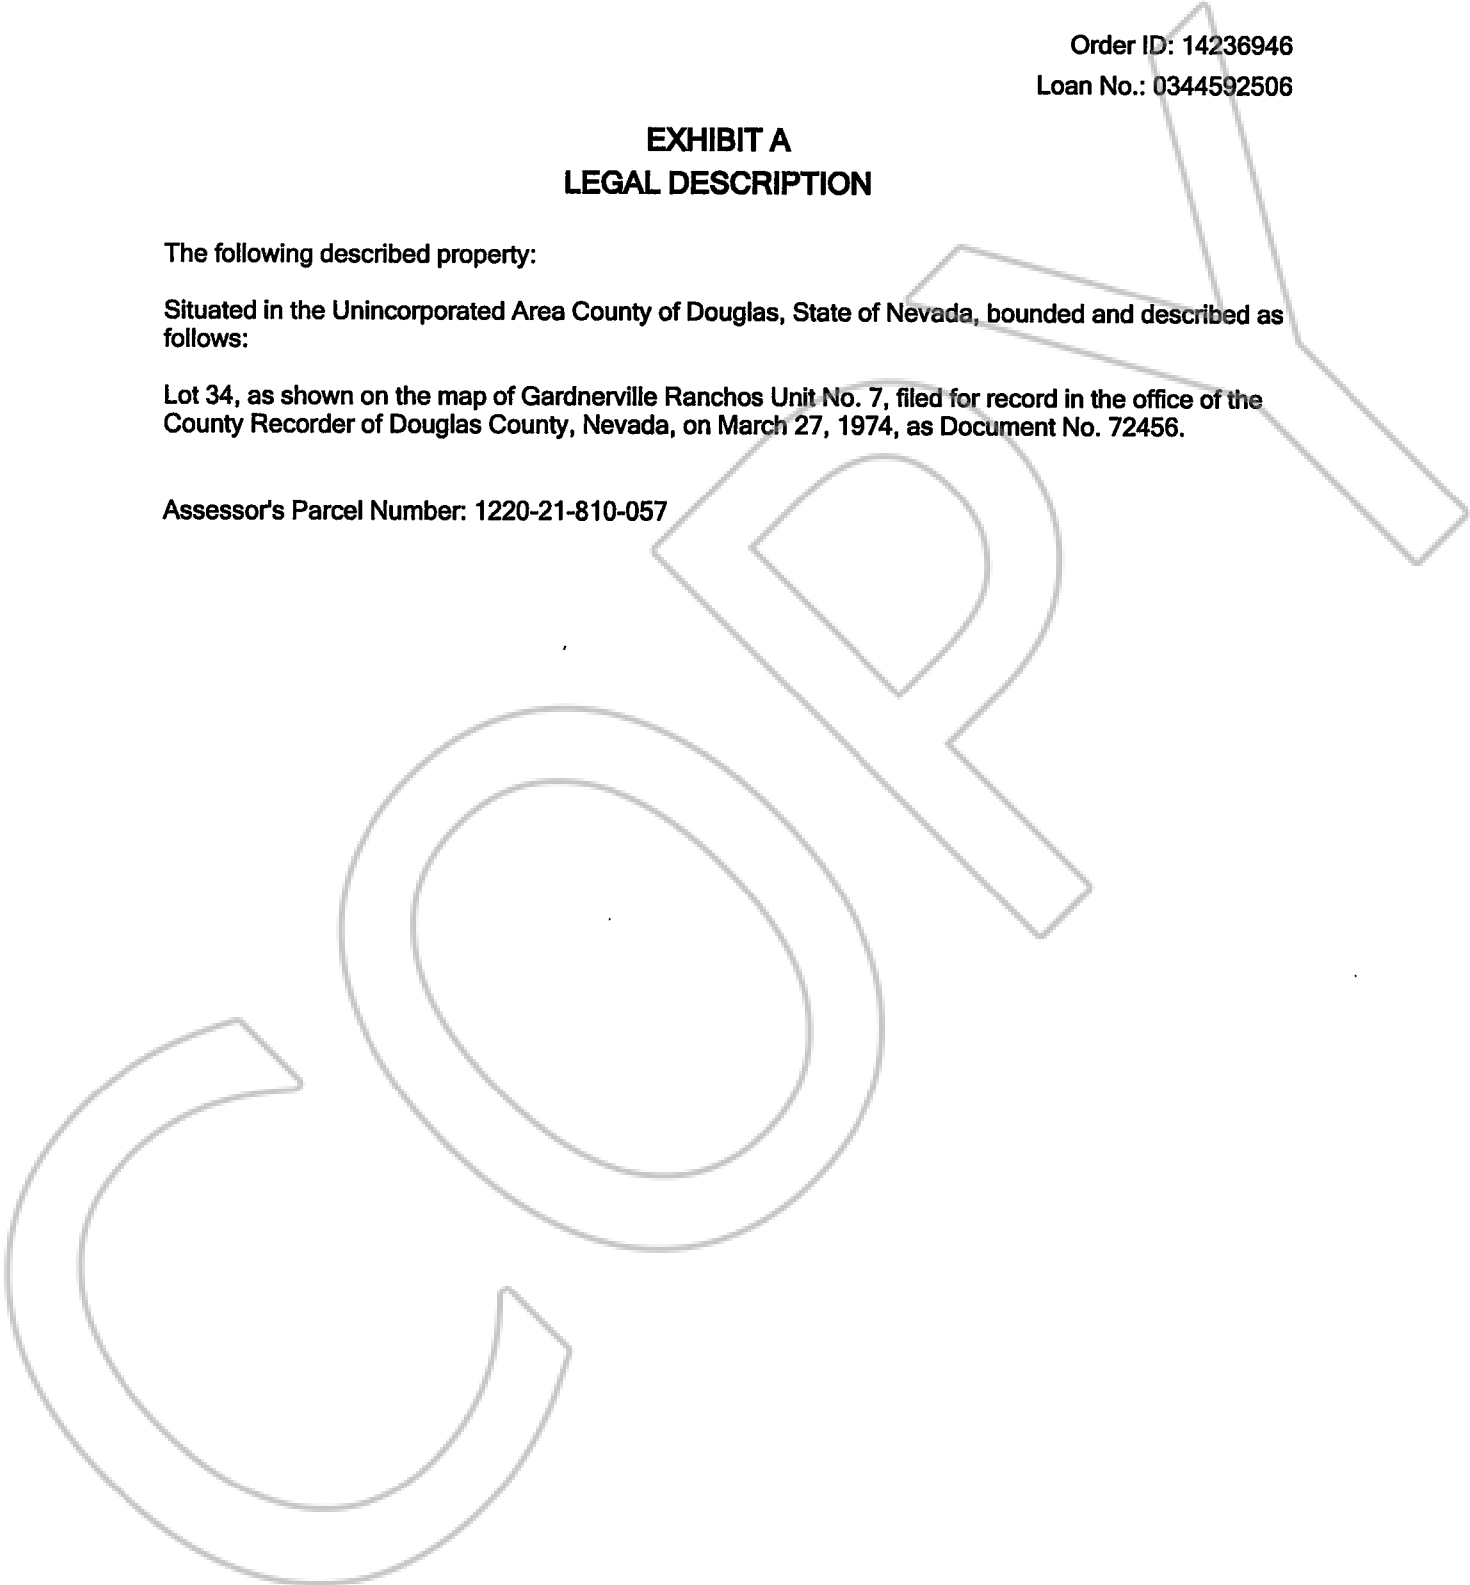 Order ID: 14236946
Loan No.: 0344592506
EXHIBIT A
LEGAL DESCRIPTION
The following described property:
Situated in the Unincorporated Area County of Douglas, State of Nevada, bounded and described as
follows:
Lot 34, as shown on the map of Gardnerville Ranchos Unit No. 7, filed for record in the office of the
County Recorder of Douglas County, Nevada, on March 27, 1974, as Document No. 72456.
Assessor's Parcel Number: 1220-21-810-057
COPY